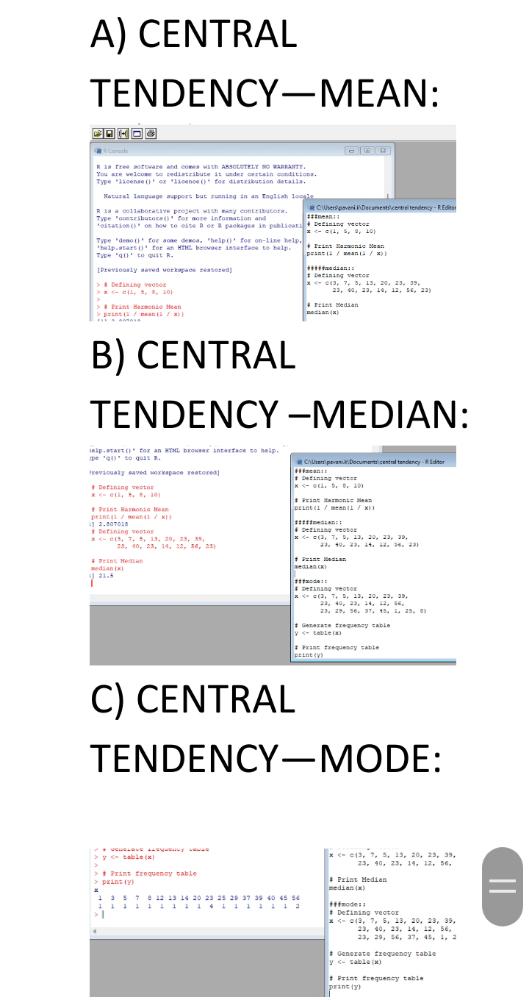 A) CENTRAL
TENDENCY—MEAN:
R Console
R is free software and comes with ABSOLUTELY NO WARRANTY.
You are welcome to redistribute it under certain conditions.
Type 'license()' or 'licence()' for distribution details.
Natural language support but running in an English locale
R is a collaborative project with many contributors.
Type 'contributors()' for more information and
'citation()' on how to cite R or R packages in publicati
Type 'demo()' for some demos, 'help()' for on-line help,
'help.start()' for an HTML browser interface to help.
Type 'q()' to quit R.
[Previously saved workspace restored]
> # Defining vector
> x <- c(1, 5, 8, 10)
>
> # Print Harmonic Mean
> print(1 / mean(1 / x))
[1] 2.807018
C:\Users\pavani.k\Documents\central tendency - R Editor
###mean::
# Defining vector
x <- c(1, 5, 8, 10)
# Print Harmonic Mean
print(1 / mean(1 / x))
#####median::
# Defining vector
x <- c(3, 7, 5, 13, 20, 23, 39,
23, 40, 23, 14, 12, 56, 23)
# Print Median
median(x)
B) CENTRAL
TENDENCY –MEDIAN:
help.start()' for an HTML browser interface to help.
ype 'q()' to quit R.
Previously saved workspace restored]
# Defining vector
x <- c(1, 5, 8, 10)
# Print Harmonic Mean
print(1 / mean(1 / x))
1] 2.807018
# Defining vector
x <- c(3, 7, 5, 13, 20, 23, 39,
23, 40, 23, 14, 12, 56, 23)
# Print Median
median(x)
1] 21.5
C:\Users\pavani.k\Documents\central tendency - R Editor
###mean::
# Defining vector
x <- c(1, 5, 8, 10)
# Print Harmonic Mean
print(1 / mean(1 / x))
#####median::
# Defining vector
x <- c(3, 7, 5, 13, 20, 23, 39,
23, 40, 23, 14, 12, 56, 23)
# Print Median
median(x)
###mode::
# Defining vector
x <- c(3, 7, 5, 13, 20, 23, 39,
23, 40, 23, 14, 12, 56,
23, 29, 56, 37, 45, 1, 25, 8)
# Generate frequency table
y <- table(x)
# Print frequency table
print(y)
C) CENTRAL
TENDENCY—MODE:
> # Generate frequency table
> y <- table(x)
>
> # Print frequency table
> print(y)
x
1 3 5 7 8 12 13 14 20 23 25 29 37 39 40 45 56
1 1 1 1 1 1 1 1 1 4 1 1 1 1 1 1 2
>
x <- c(3, 7, 5, 13, 20, 23, 39,
23, 40, 23, 14, 12, 56,
# Print Median
median(x)
###mode::
# Defining vector
x <- c(3, 7, 5, 13, 20, 23, 39,
23, 40, 23, 14, 12, 56,
23, 29, 56, 37, 45, 1, 2
# Generate frequency table
y <- table(x)
# Print frequency table
print(y)